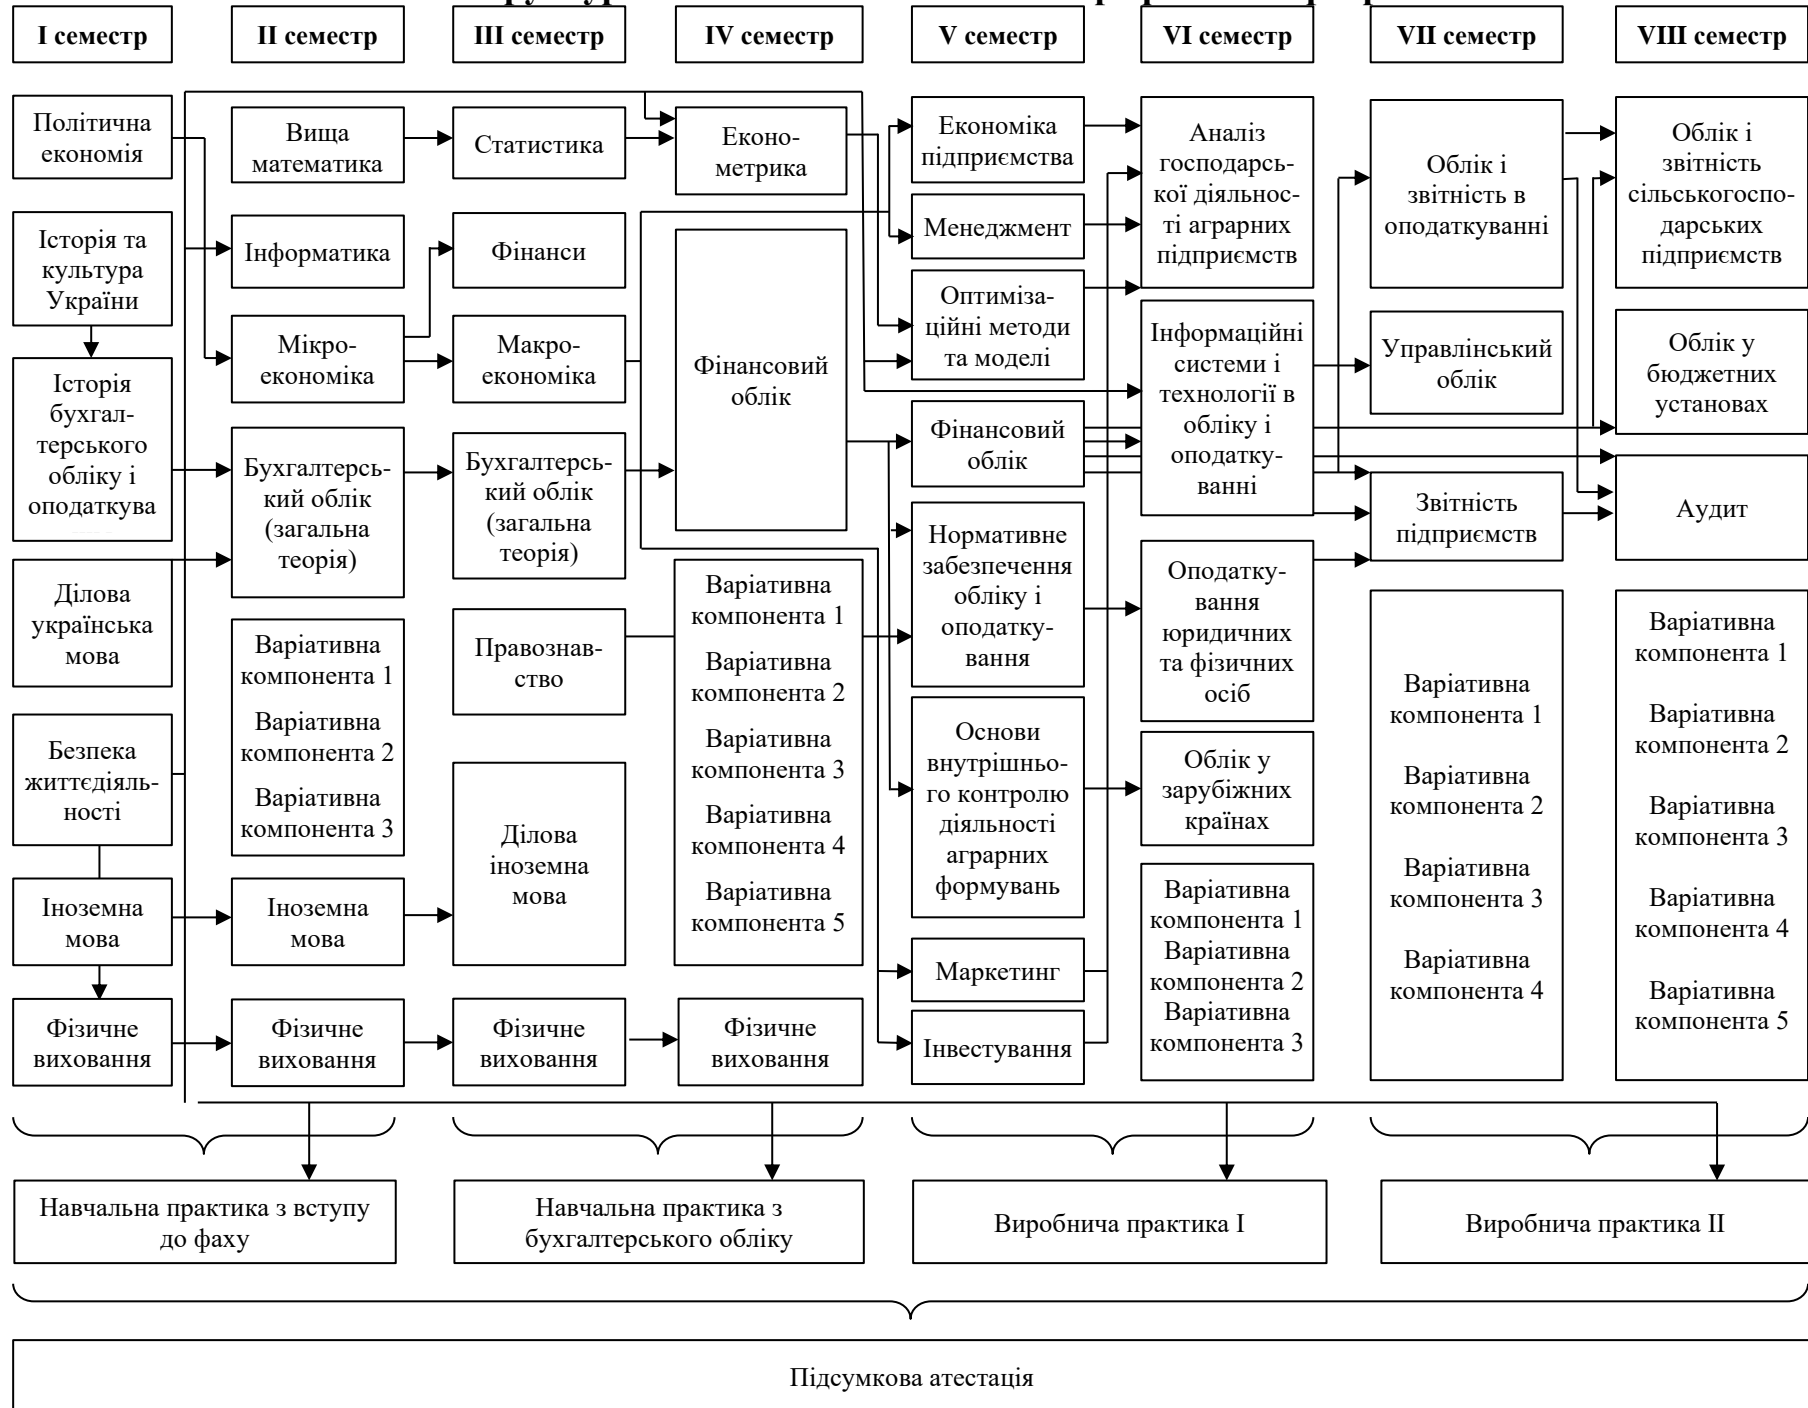 I семестр
II семестр
III семестр
IV семестр
V семестр
VI семестр
VII семестр
VIII семестр
Політична
економія
Історія та
культура
України
Історія
бухгал-
терського
обліку і
оподаткува
Ділова
українська
мова
Безпека
життєдіяль-
ності
Іноземна
мова
Фізичне
виховання
Вища
математика
Інформатика
Мікро-
економіка
Бухгалтерсь-
кий облік
(загальна
теорія)
Варіативна
компонента 1
Варіативна
компонента 2
Варіативна
компонента 3
Іноземна
мова
Фізичне
виховання
Статистика
Фінанси
Макро-
економіка
Бухгалтерсь-
кий облік
(загальна
теорія)
Правознав-
ство
Ділова
іноземна
мова
Фізичне
виховання
Еконо-
метрика
Фінансовий
облік
Варіативна
компонента 1
Варіативна
компонента 2
Варіативна
компонента 3
Варіативна
компонента 4
Варіативна
компонента 5
Фізичне
виховання
Економіка
підприємства
Менеджмент
Оптиміза-
ційні методи
та моделі
Фінансовий
облік
Нормативне
забезпечення
обліку і
оподатку-
вання
Основи
внутрішньо-
го контролю
діяльності
аграрних
формувань
Маркетинг
Інвестування
Аналіз
господарсь-
кої діяльнос-
ті аграрних
підприємств
Інформаційні
системи і
технології в
обліку і
оподатку-
ванні
Оподатку-
вання
юридичних
та фізичних
осіб
Облік у
зарубіжних
країнах
Варіативна
компонента 1
Варіативна
компонента 2
Варіативна
компонента 3
Облік і
звітність в
оподаткуванні
Управлінський
облік
Звітність
підприємств
Варіативна
компонента 1
Варіативна
компонента 2
Варіативна
компонента 3
Варіативна
компонента 4
Облік і
звітність
сільськогоспо-
дарських
підприємств
Облік у
бюджетних
установах
Аудит
Варіативна
компонента 1
Варіативна
компонента 2
Варіативна
компонента 3
Варіативна
компонента 4
Варіативна
компонента 5
Навчальна практика з вступу
до фаху
Навчальна практика з
бухгалтерського обліку
Виробнича практика I
Виробнича практика II
Підсумкова атестація